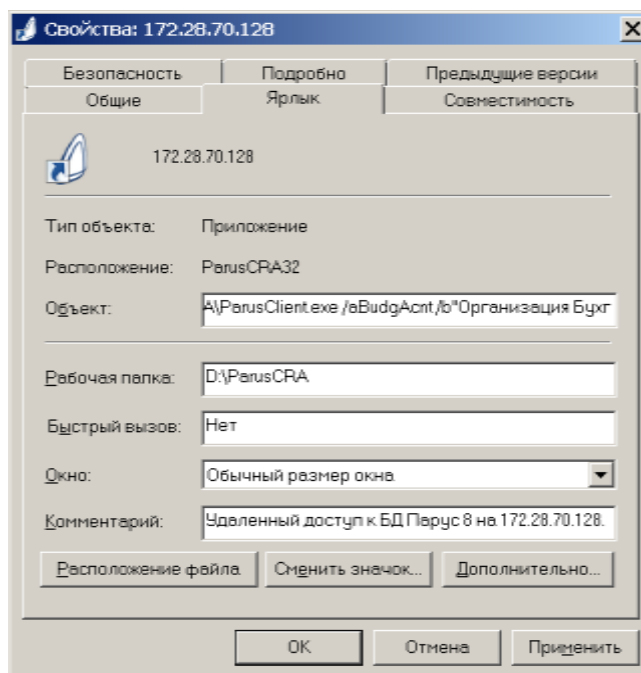 Свойства: 172.28.70.128
Безопасность Подробно Предыдущие версии
Общие Ярлык Совместимость
172.28.70.128
Тип объекта: Приложение
Расположение: ParusCRA32
Объект: A\ParusClient.exe /aBudgAcnt /b"Организация Бухг
Рабочая папка: D:\ParusCRA
Быстрый вызов: Нет
Окно: Обычный размер окна
Комментарий: Удаленный доступ к БД Парус 8 на 172.28.70.128.
Расположение файла Сменить значок... Дополнительно...
OK Отмена Применить